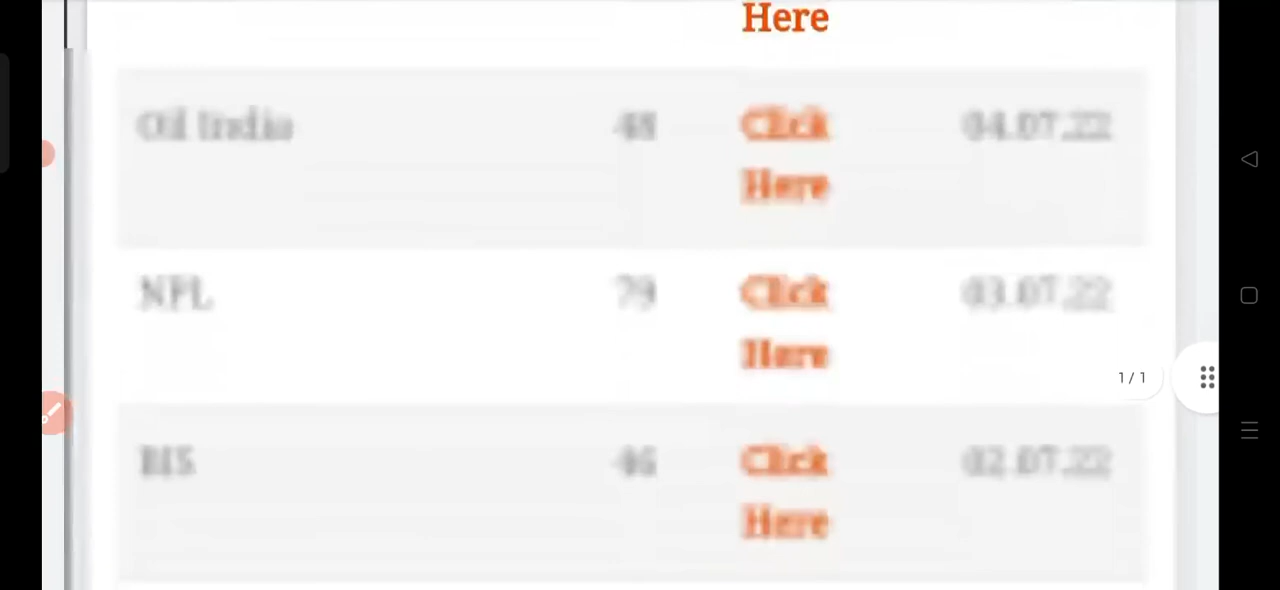 Here
Oil India 48 Click 04.07.22
Here
NPL 79 Click 03.07.22
Here
1 / 1
BIS 46 Click 02.07.22
Here